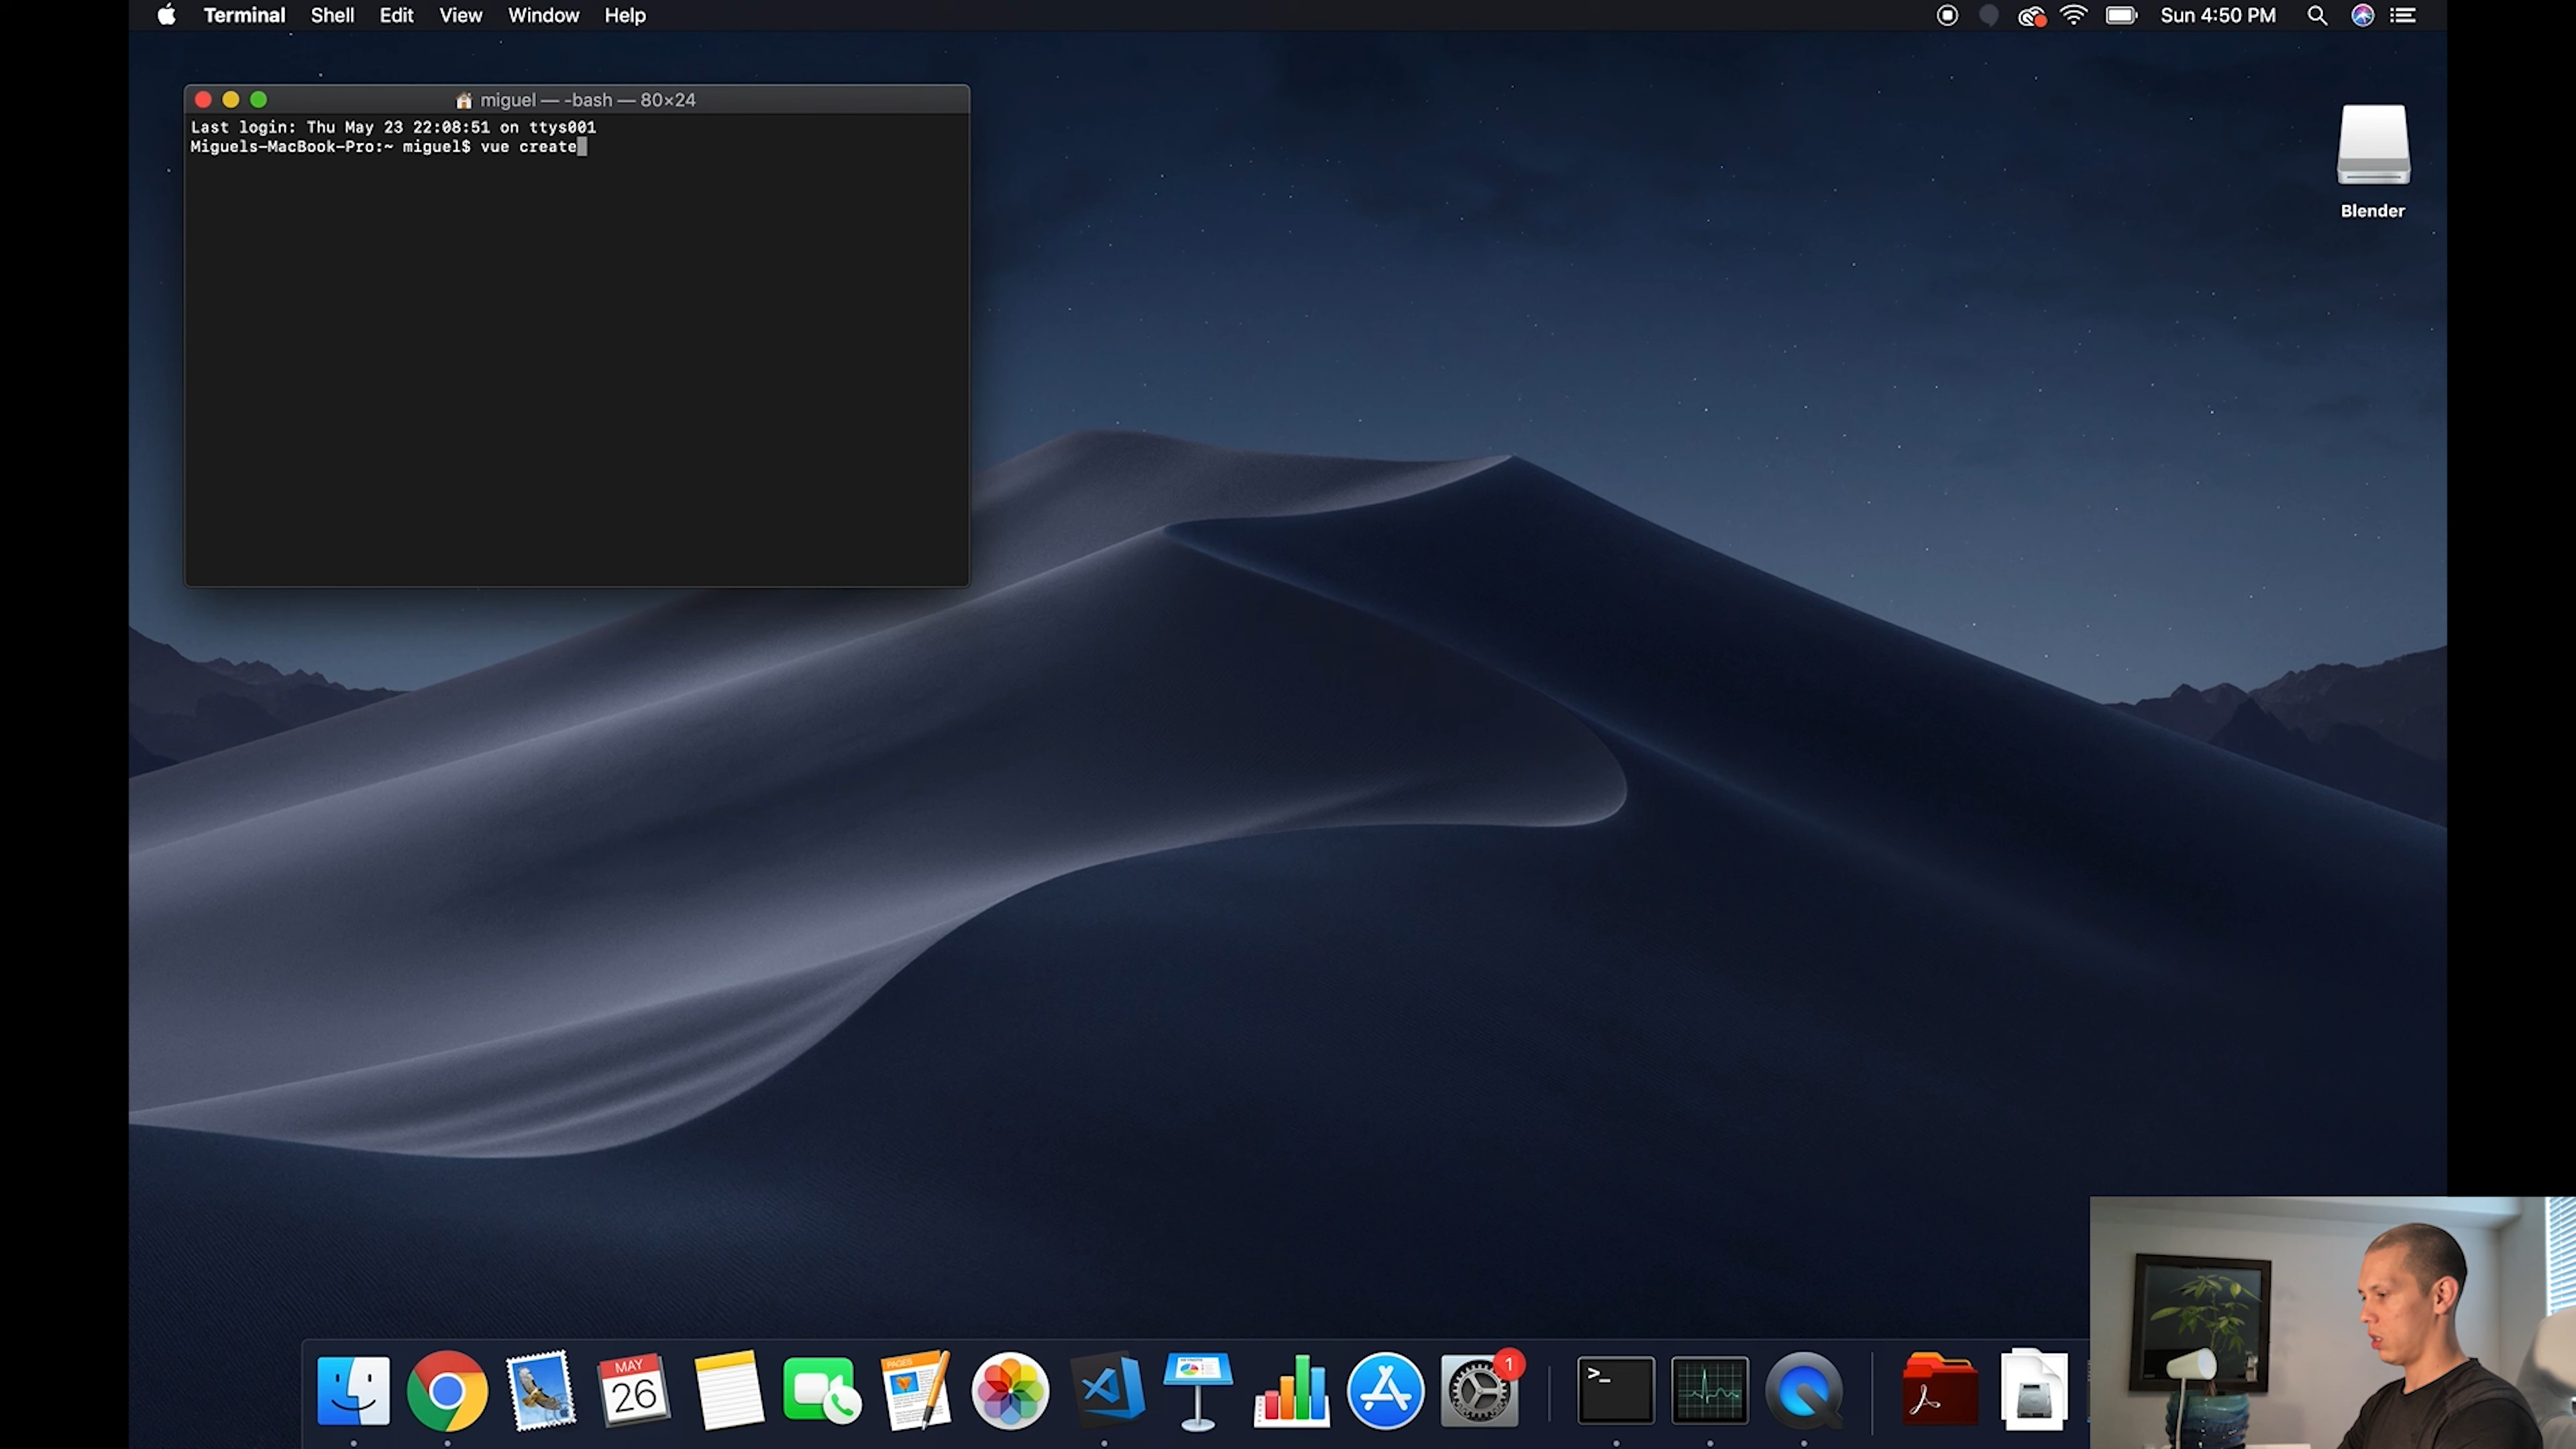 Terminal Shell Edit View Window Help Sun 4:50 PM
miguel — -bash — 80×24
Last login: Thu May 23 22:08:51 on ttys001
Miguels-MacBook-Pro:~ miguel$ vue create
Blender
MAY
26
PAGES
1
>_